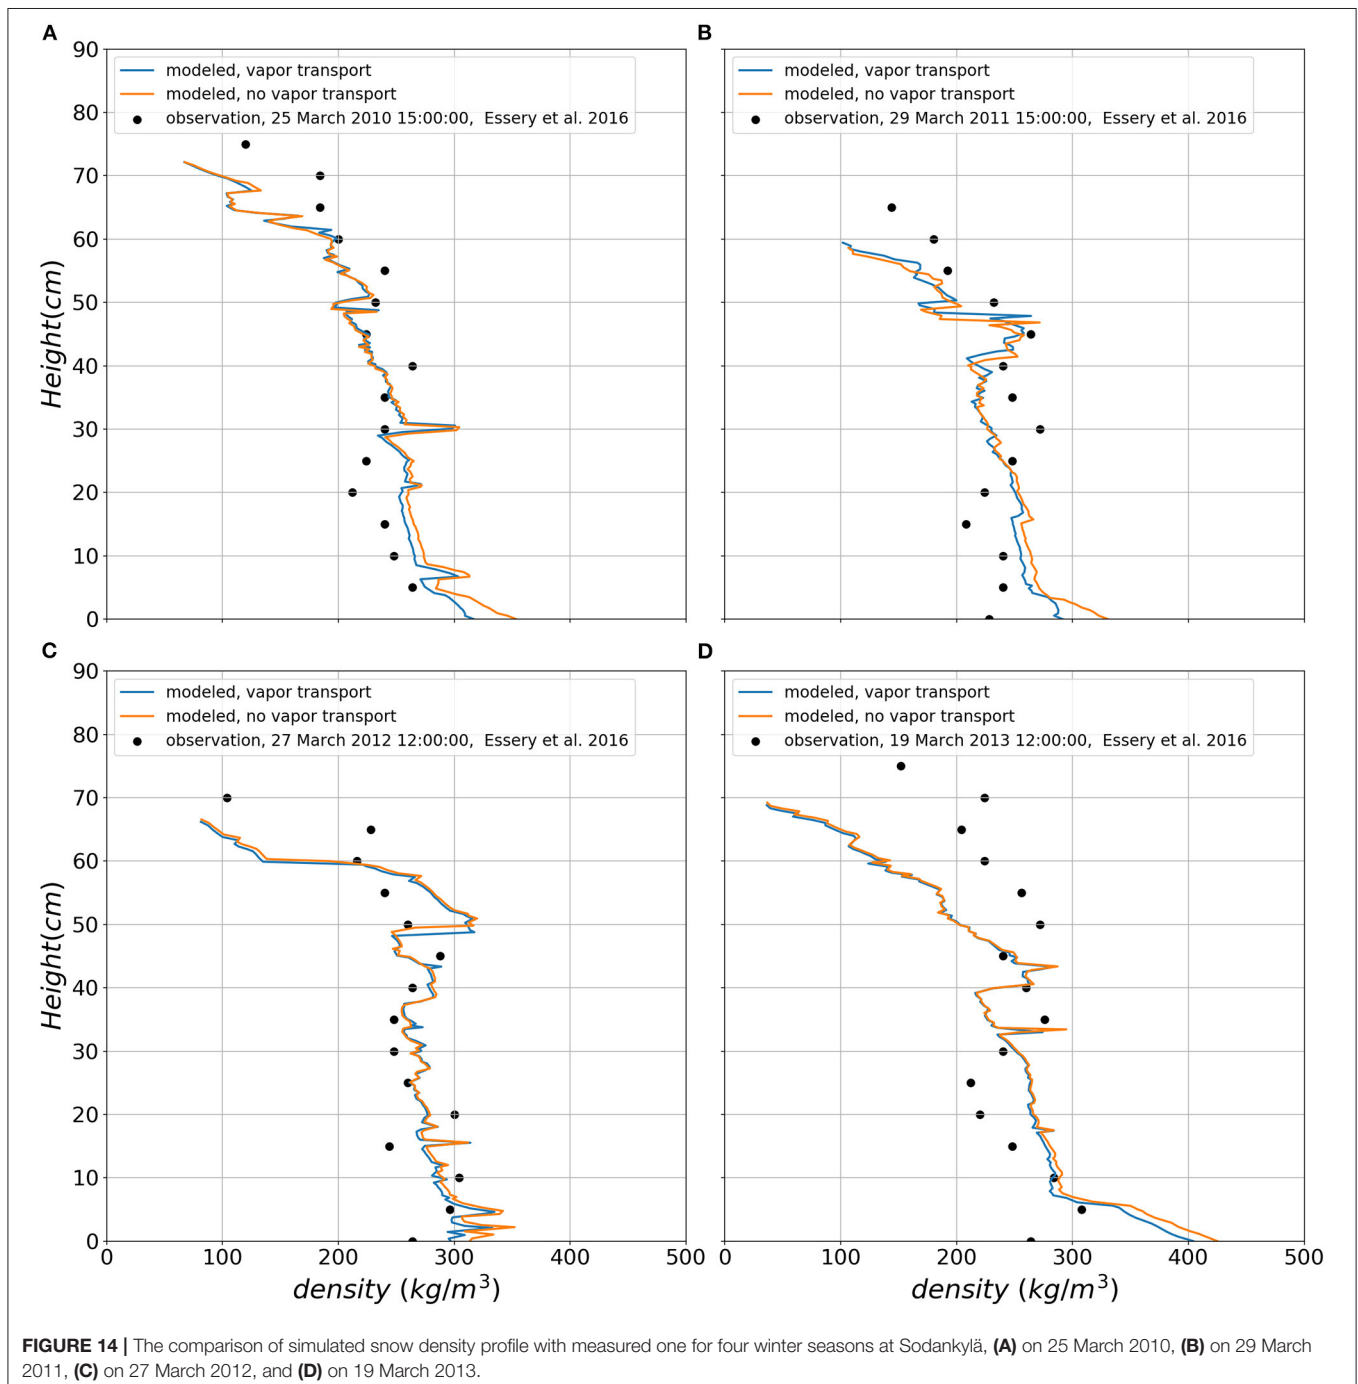 A
B
90
80
70
60
50
40
30
20
10
0
Height(cm)
modeled, vapor transport
modeled, no vapor transport
observation, 25 March 2010 15:00:00, Essery et al. 2016
modeled, vapor transport
modeled, no vapor transport
observation, 29 March 2011 15:00:00, Essery et al. 2016
C
D
90
80
70
60
50
40
30
20
10
0
Height(cm)
modeled, vapor transport
modeled, no vapor transport
observation, 27 March 2012 12:00:00, Essery et al. 2016
modeled, vapor transport
modeled, no vapor transport
observation, 19 March 2013 12:00:00, Essery et al. 2016
0 100 200 300 400 500
0 100 200 300 400 500
density (kg/m³)
density (kg/m³)
FIGURE 14 | The comparison of simulated snow density profile with measured one for four winter seasons at Sodankylä, (A) on 25 March 2010, (B) on 29 March
2011, (C) on 27 March 2012, and (D) on 19 March 2013.